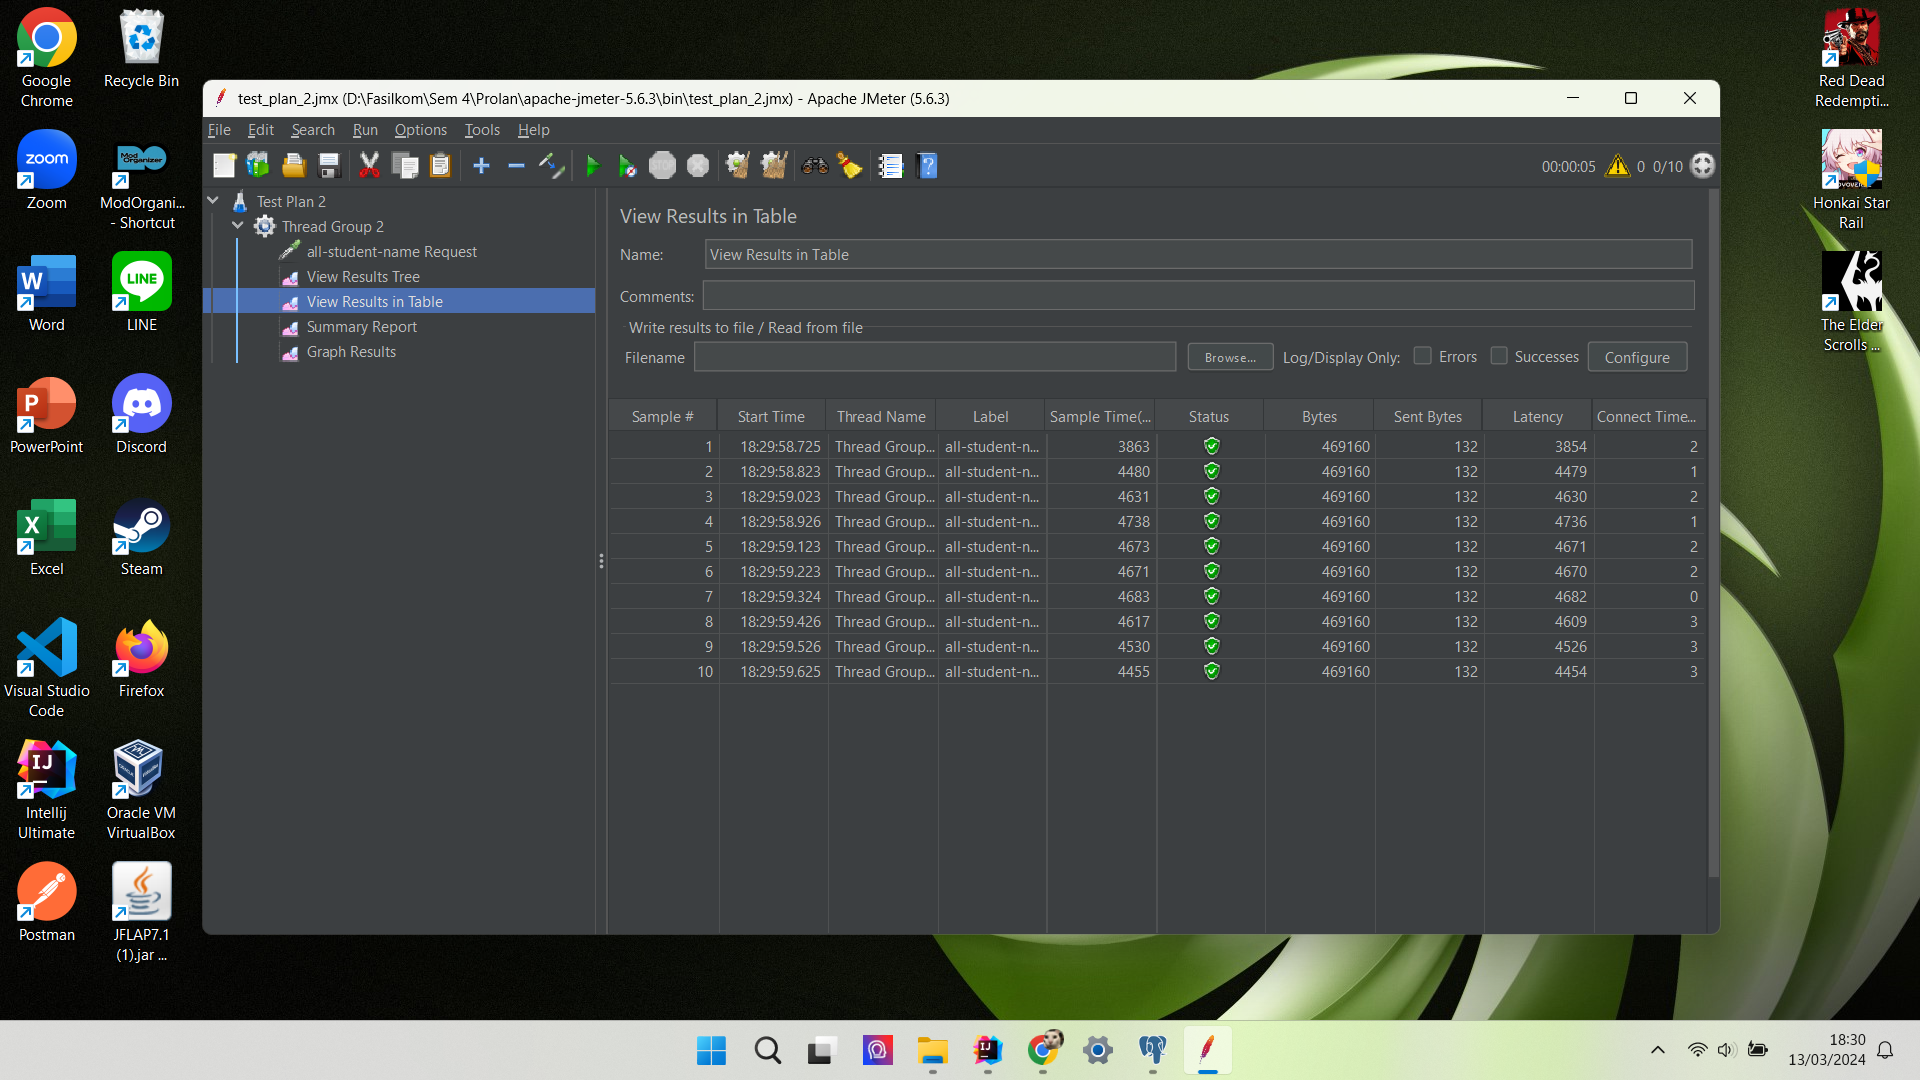 Google
Chrome
Recycle Bin
zoom
Zoom
Mod
Organizer
ModOrgani...
- Shortcut
W
Word
LINE
LINE
P
PowerPoint
Discord
X
Excel
Steam
Visual Studio
Code
Firefox
IJ
Intellij
Ultimate
Oracle VM
VirtualBox
Postman
JFLAP7.1
(1).jar ...
Red Dead
Redempti...
Honkai Star
Rail
The Elder
Scrolls ...
test_plan_2.jmx (D:\Fasilkom\Sem 4\Prolan\apache-jmeter-5.6.3\bin\test_plan_2.jmx) - Apache JMeter (5.6.3)
File Edit Search Run Options Tools Help
STOP
00:00:05 0 0/10
Test Plan 2
Thread Group 2
all-student-name Request
View Results Tree
View Results in Table
Summary Report
Graph Results
View Results in Table
Name: View Results in Table
Comments:
Write results to file / Read from file
Filename Browse... Log/Display Only: Errors Successes Configure
Sample # Start Time Thread Name Label Sample Time(... Status Bytes Sent Bytes Latency Connect Time...
1 18:29:58.725 Thread Group... all-student-n... 3863 469160 132 3854 2
2 18:29:58.823 Thread Group... all-student-n... 4480 469160 132 4479 1
3 18:29:59.023 Thread Group... all-student-n... 4631 469160 132 4630 2
4 18:29:58.926 Thread Group... all-student-n... 4738 469160 132 4736 1
5 18:29:59.123 Thread Group... all-student-n... 4673 469160 132 4671 2
6 18:29:59.223 Thread Group... all-student-n... 4671 469160 132 4670 2
7 18:29:59.324 Thread Group... all-student-n... 4683 469160 132 4682 0
8 18:29:59.426 Thread Group... all-student-n... 4617 469160 132 4609 3
9 18:29:59.526 Thread Group... all-student-n... 4530 469160 132 4526 3
10 18:29:59.625 Thread Group... all-student-n... 4455 469160 132 4454 3
IJ
18:30
13/03/2024